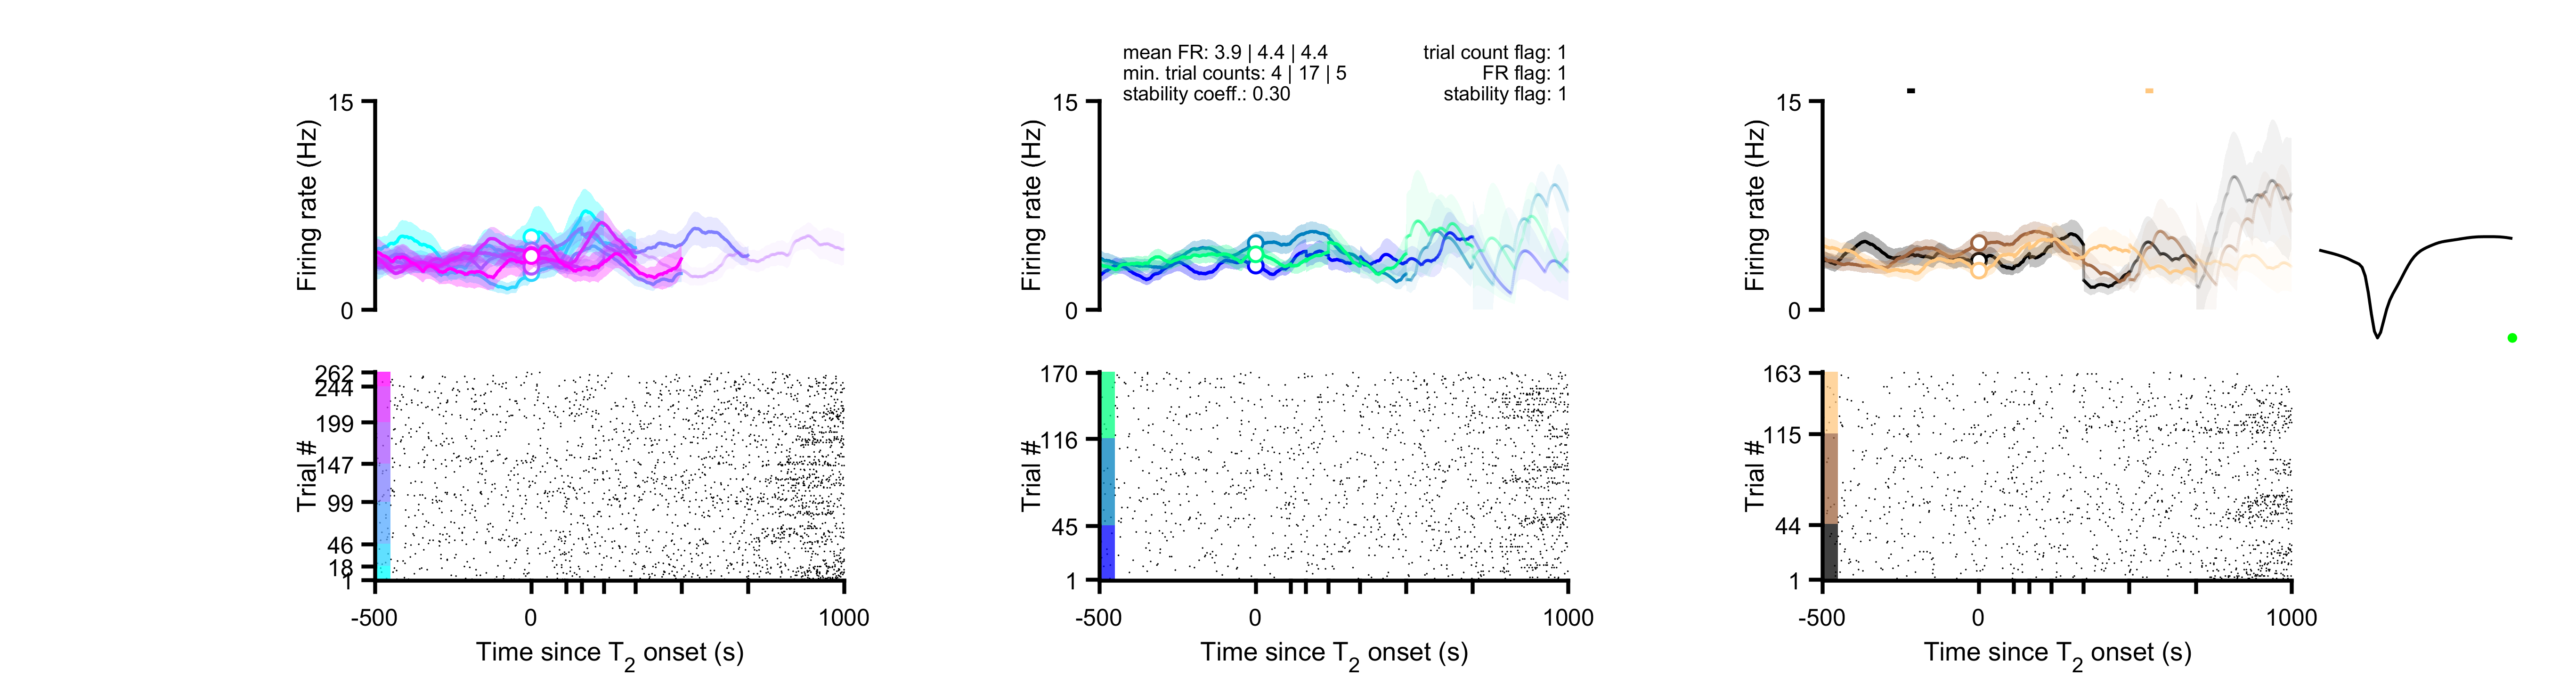 mean FR: 3.9 | 4.4 | 4.4
min. trial counts: 4 | 17 | 5
stability coeff.: 0.30
trial count flag: 1
FR flag: 1
stability flag: 1
15
Firing rate (Hz)
0
262
244
199
147
99
46
18
1
Trial #
-500
0
1000
Time since T2 onset (s)
15
Firing rate (Hz)
0
170
116
45
1
Trial #
-500
0
1000
Time since T2 onset (s)
15
Firing rate (Hz)
0
163
115
44
1
Trial #
-500
0
1000
Time since T2 onset (s)